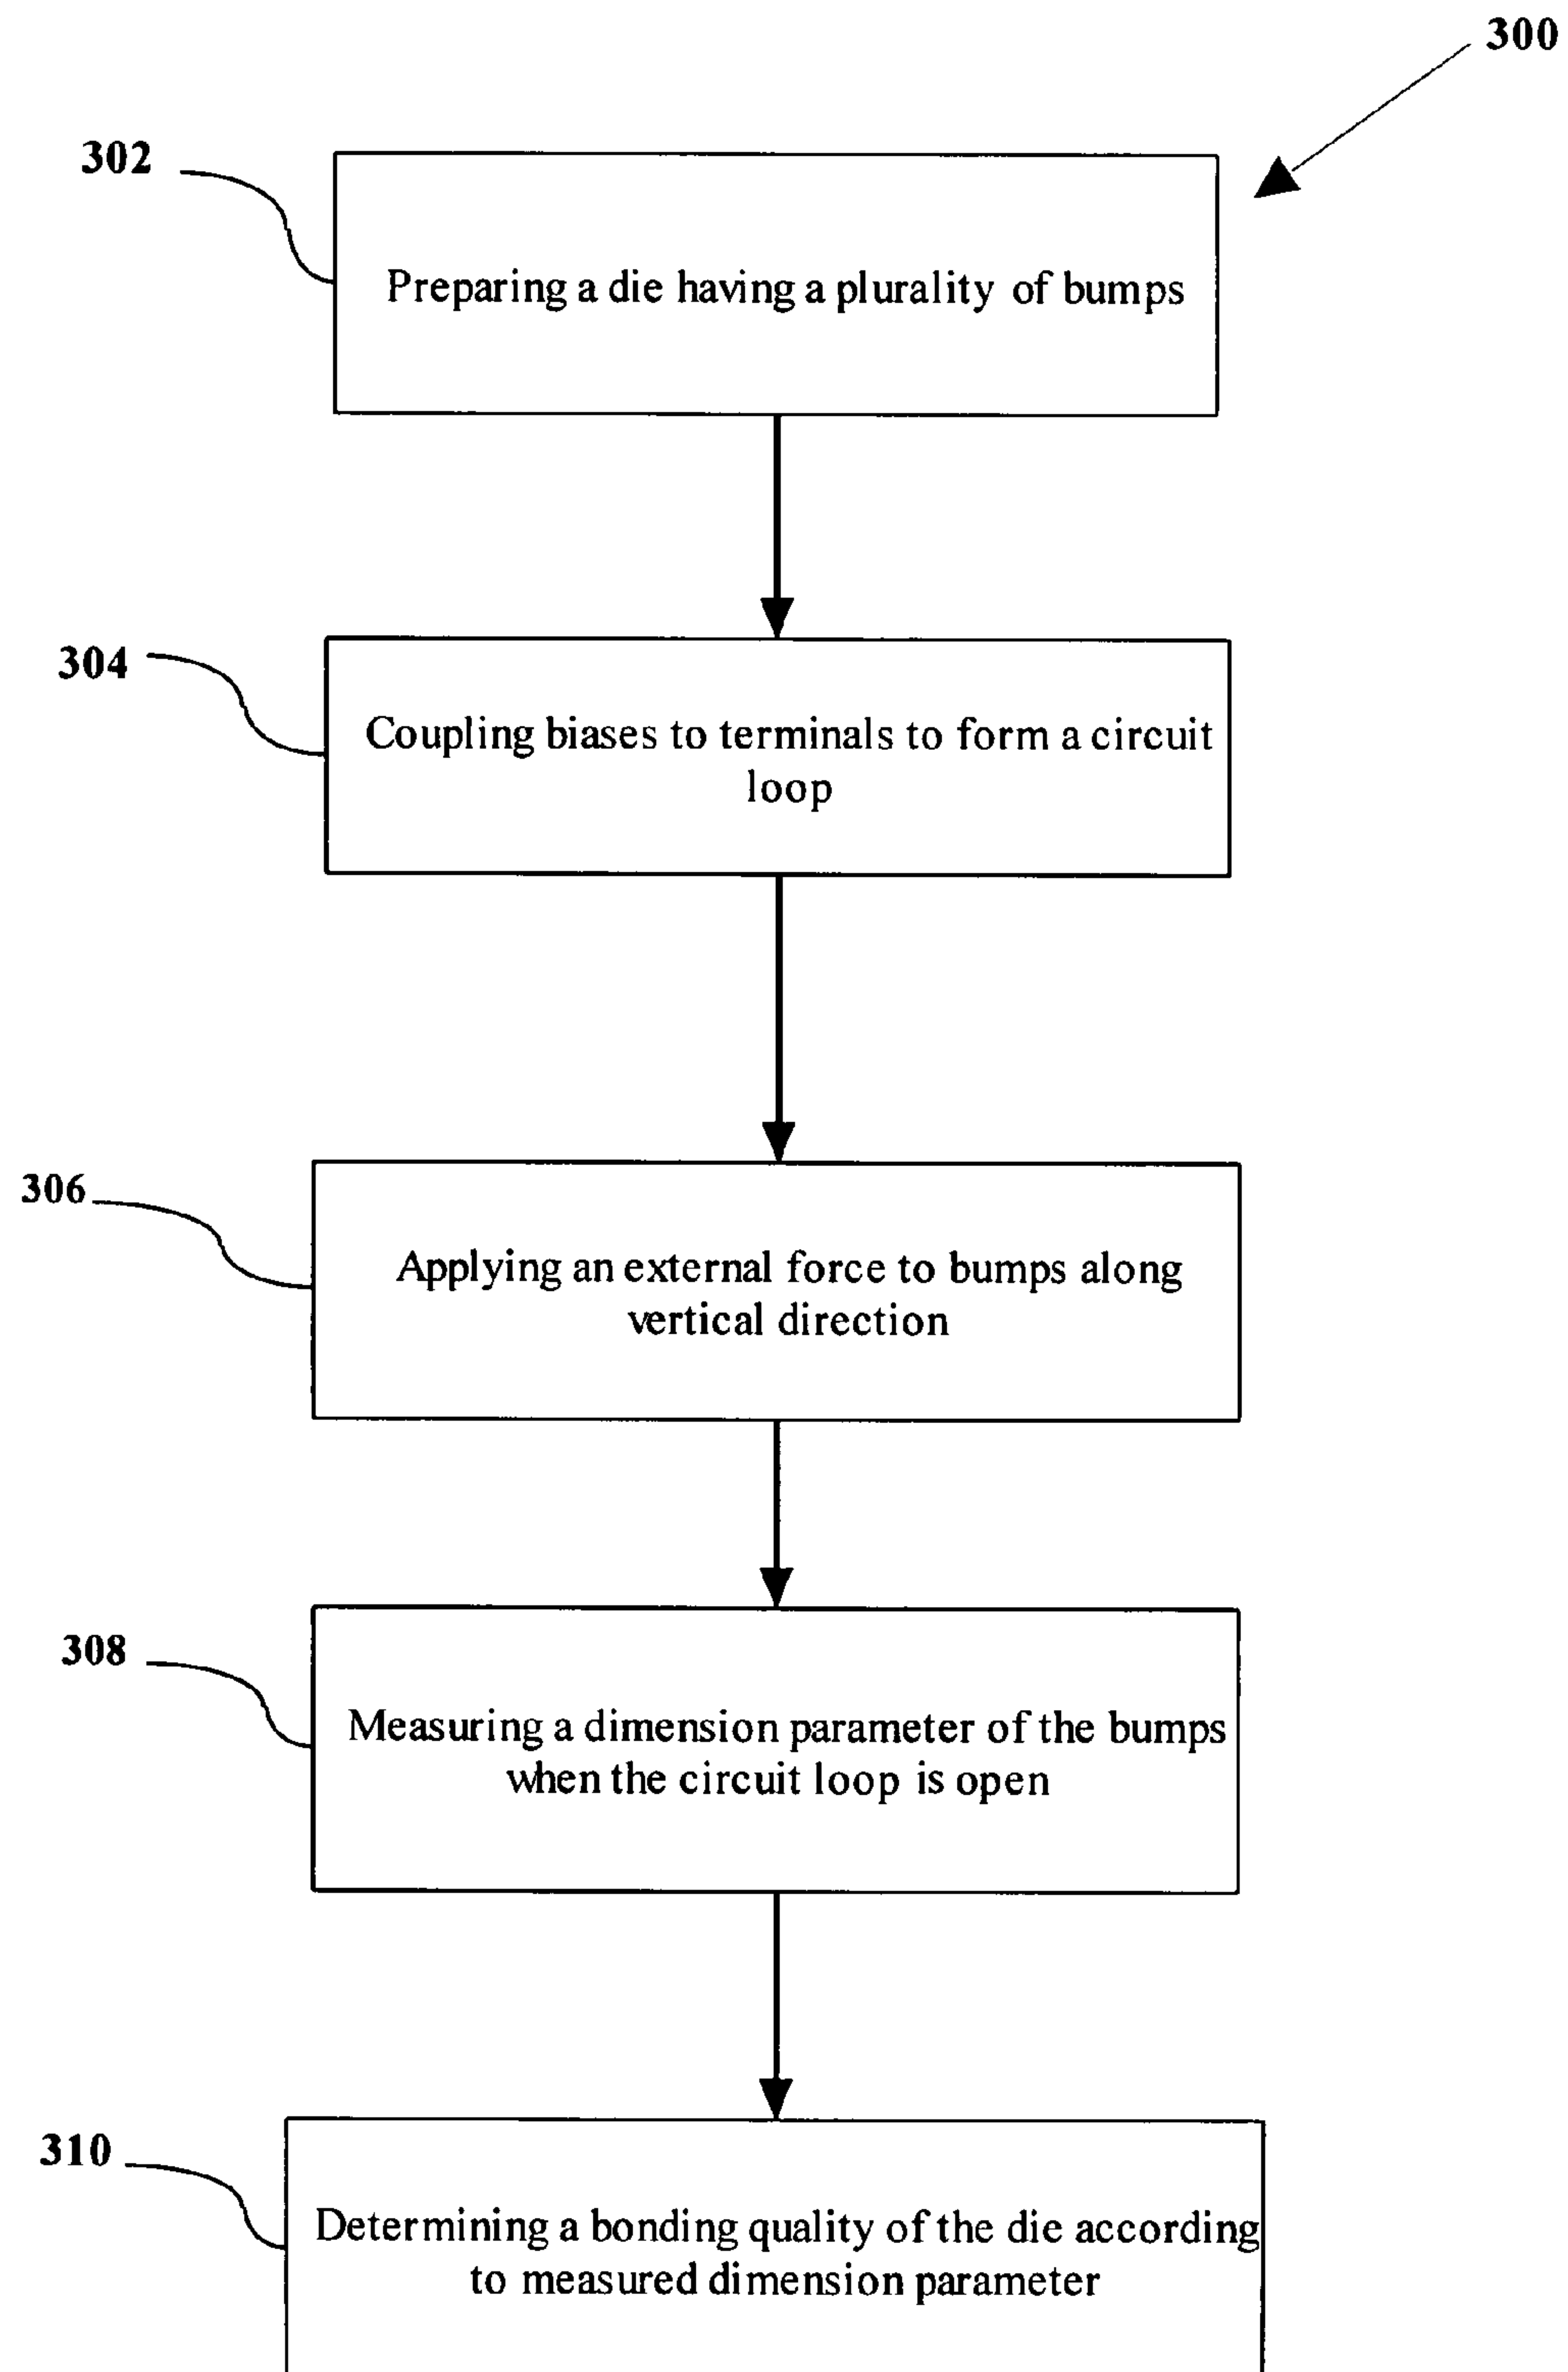 300
302
Preparing a die having a plurality of bumps
304
Coupling biases to terminals to form a circuit
loop
306
Applying an external force to bumps along
vertical direction
308
Measuring a dimension parameter of the bumps
when the circuit loop is open
310
Determining a bonding quality of the die according
to measured dimension parameter